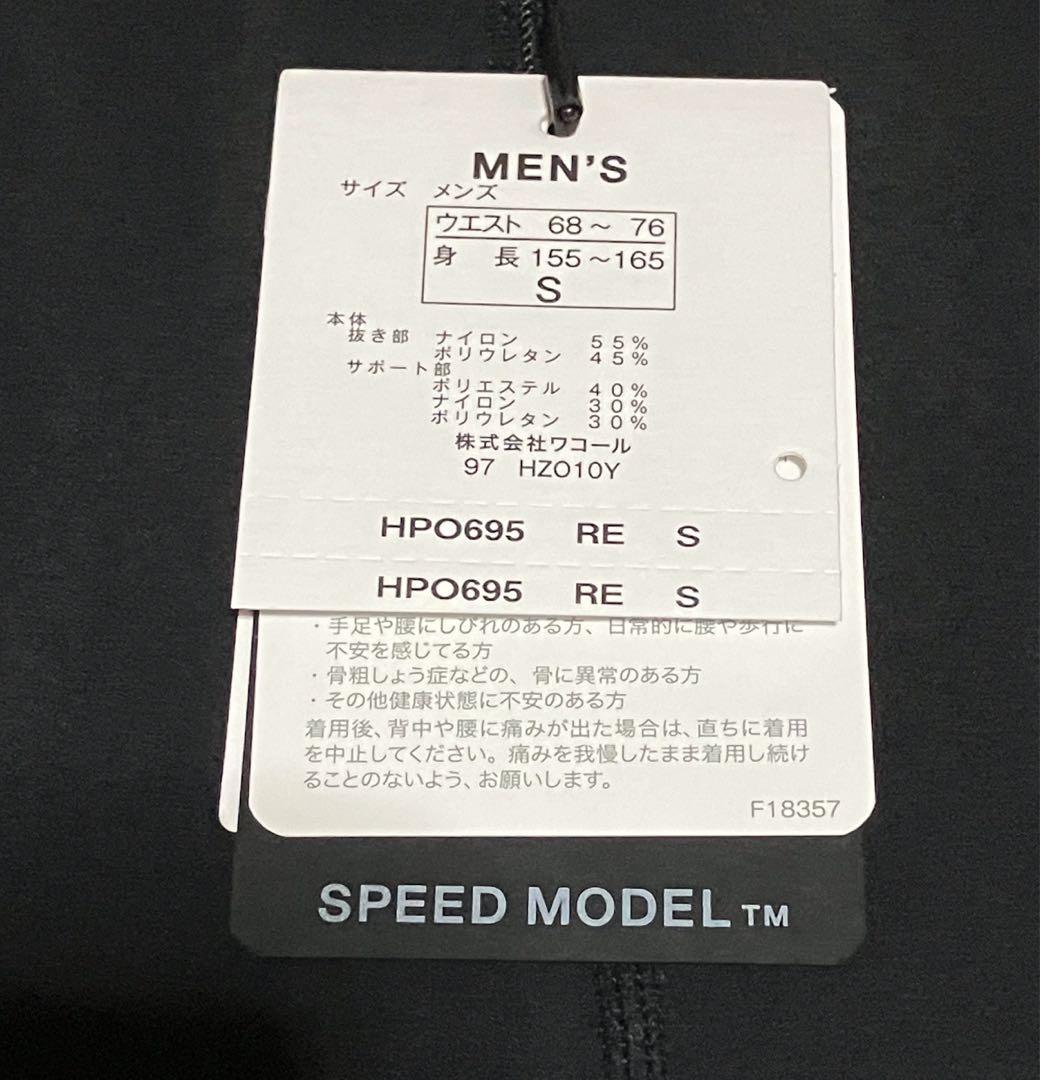 MEN'S
サイズ メンズ
ウエスト 68～76
身 長 155～165
S
本体
抜き部 ナイロン 55%
ポリウレタン 45%
サポート部
ポリエステル 40%
ナイロン 30%
ポリウレタン 30%
株式会社ワコール
97 HZO10Y
HPO695 RE S
HPO695 RE S
・手足や腰にしびれのある方、日常的に腰や歩行に
不安を感じてる方
・骨粗しょう症などの、骨に異常のある方
・その他健康状態に不安のある方
着用後、背中や腰に痛みが出た場合は、直ちに着用
を中止してください。痛みを我慢したまま着用し続け
ることのないよう、お願いします。
F18357
SPEED MODEL TM